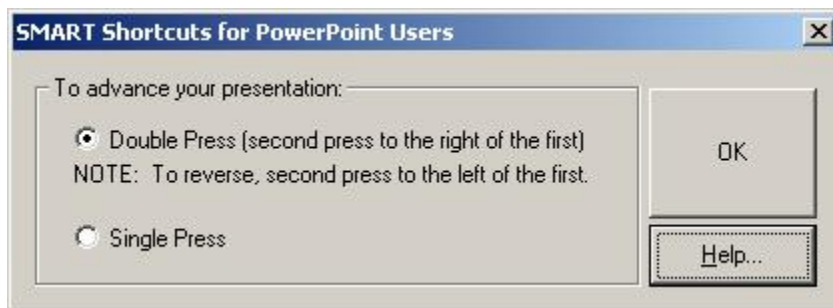 SMART Shortcuts for PowerPoint Users
To advance your presentation:
Double Press (second press to the right of the first)
NOTE: To reverse, second press to the left of the first.
Single Press
OK
Help...